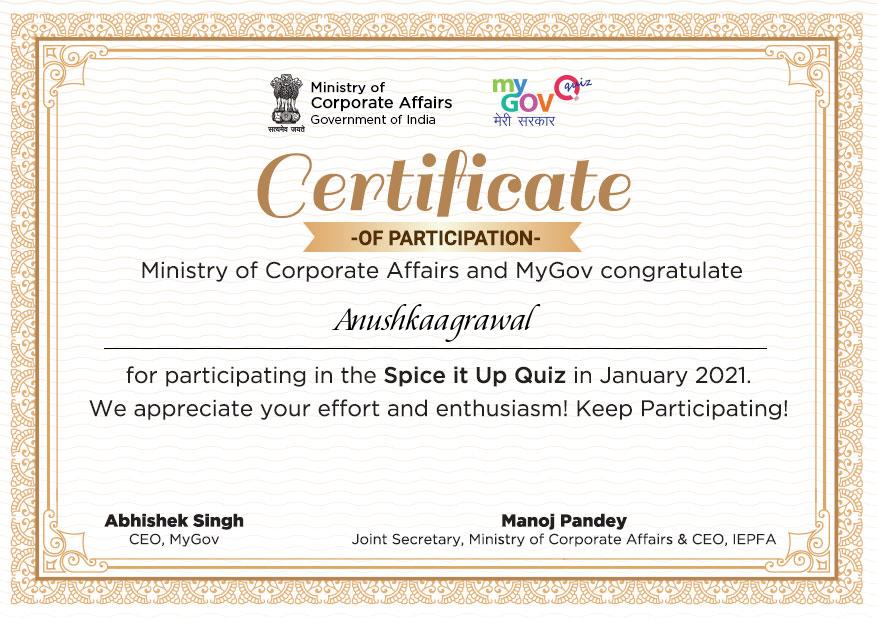 Ministry of
Corporate Affairs
Government of India
सत्यमेव जयते
my
GOV
quiz
मेरी सरकार
Certificate
-OF PARTICIPATION-
Ministry of Corporate Affairs and MyGov congratulate
Anushkaagrawal
for participating in the Spice it Up Quiz in January 2021.
We appreciate your effort and enthusiasm! Keep Participating!
Abhishek Singh
CEO, MyGov
Manoj Pandey
Joint Secretary, Ministry of Corporate Affairs & CEO, IEPFA